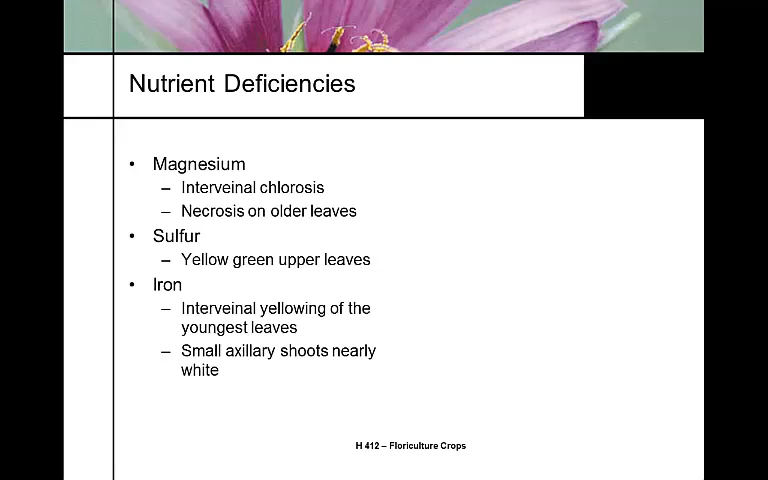 Nutrient Deficiencies
• Magnesium
– Interveinal chlorosis
– Necrosis on older leaves
• Sulfur
– Yellow green upper leaves
• Iron
– Interveinal yellowing of the
youngest leaves
– Small axillary shoots nearly
white
H 412 – Floriculture Crops